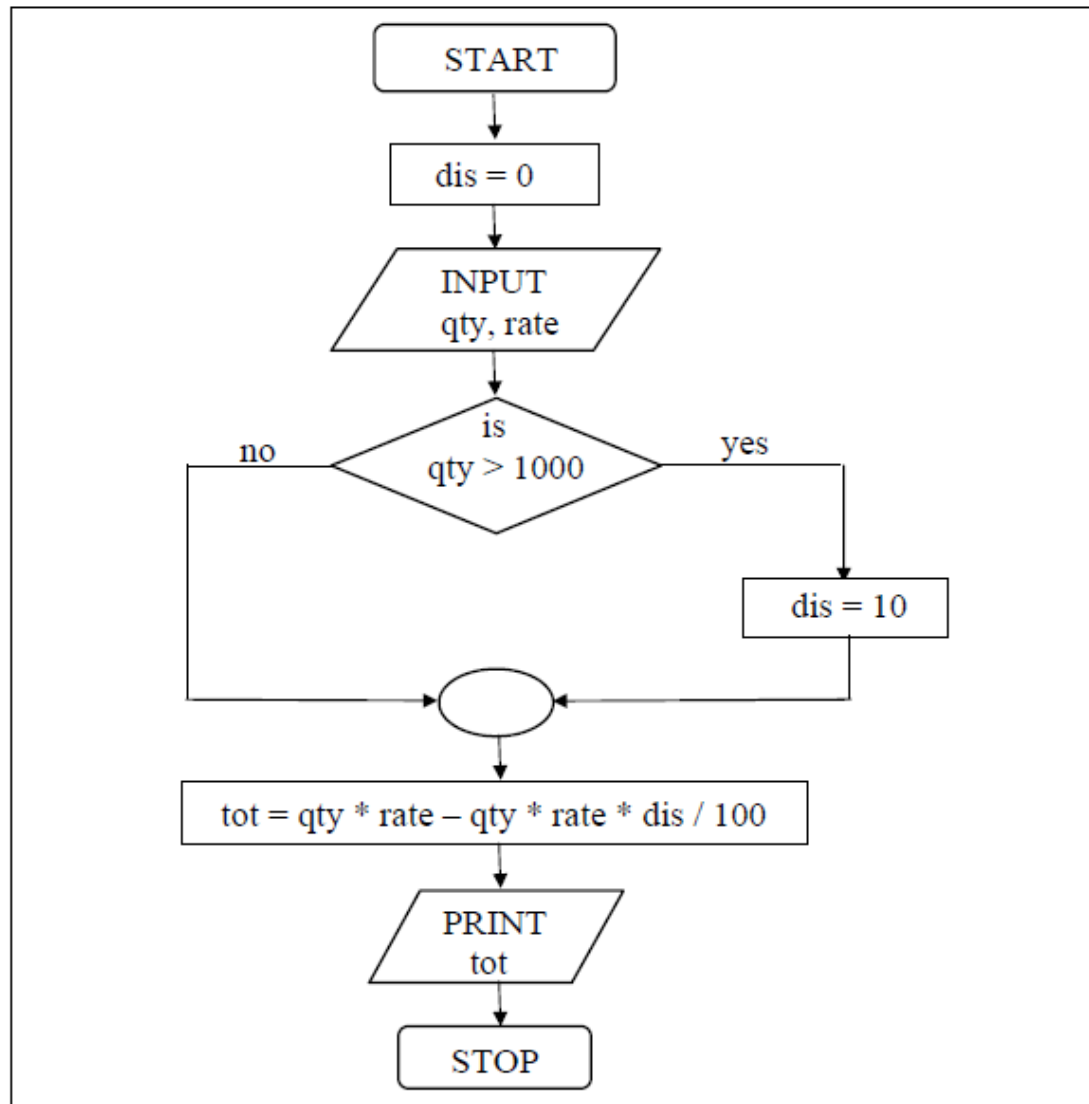 START
dis = 0
INPUT
qty, rate
is
qty > 1000
no
yes
dis = 10
tot = qty * rate – qty * rate * dis / 100
PRINT
tot
STOP